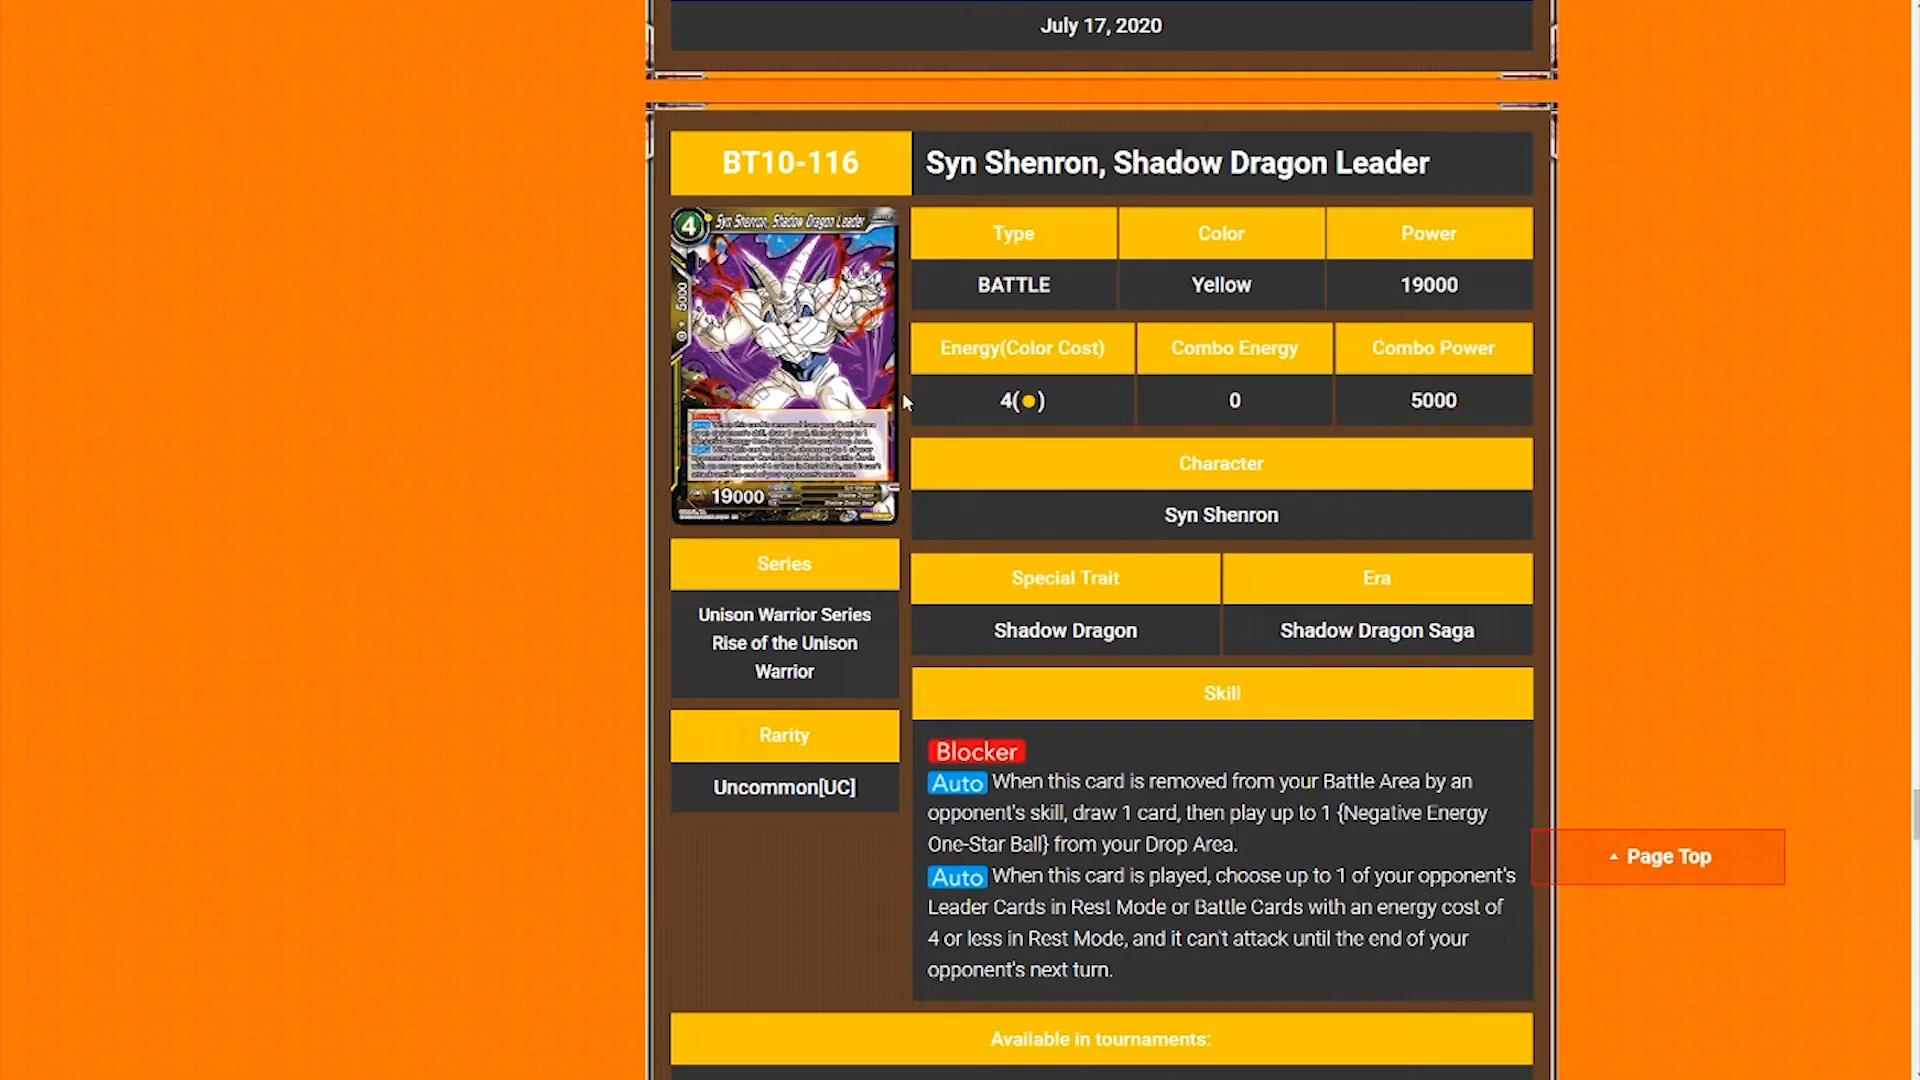 July 17, 2020
BT10-116
Syn Shenron, Shadow Dragon Leader
4
Syn Shenron, Shadow Dragon Leader
5000
19000
Type
Color
Power
BATTLE
Yellow
19000
Energy(Color Cost)
Combo Energy
Combo Power
4( )
0
5000
Character
Syn Shenron
Series
Unison Warrior Series
Rise of the Unison
Warrior
Rarity
Uncommon[UC]
Special Trait
Era
Shadow Dragon
Shadow Dragon Saga
Skill
Blocker
Auto When this card is removed from your Battle Area by an
opponent's skill, draw 1 card, then play up to 1 {Negative Energy
One-Star Ball} from your Drop Area.
Auto When this card is played, choose up to 1 of your opponent's
Leader Cards in Rest Mode or Battle Cards with an energy cost of
4 or less in Rest Mode, and it can't attack until the end of your
opponent's next turn.
Page Top
Available in tournaments: